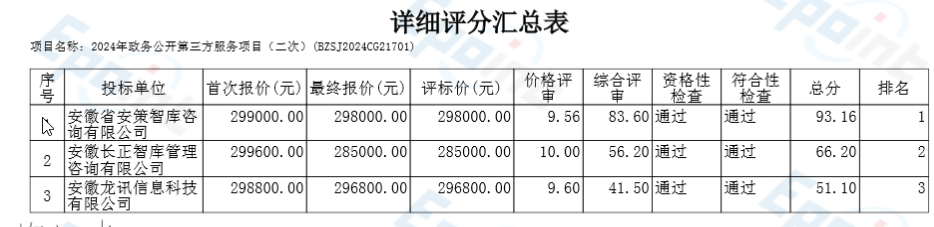 详细评分汇总表
项目名称: 2024年政务公开第三方服务项目（二次）(BZSJ2024CG21701)
序号 投标单位 首次报价(元) 最终报价(元) 评标价(元) 价格评审 综合评审 资格性检查 符合性检查 总分 排名
安徽省安策智库咨询有限公司 299000.00 298000.00 298000.00 9.56 83.60 通过 通过 93.16 1
2 安徽长正智库管理咨询有限公司 299600.00 285000.00 285000.00 10.00 56.20 通过 通过 66.20 2
3 安徽龙讯信息科技有限公司 298800.00 296800.00 296800.00 9.60 41.50 通过 通过 51.10 3
Epoint